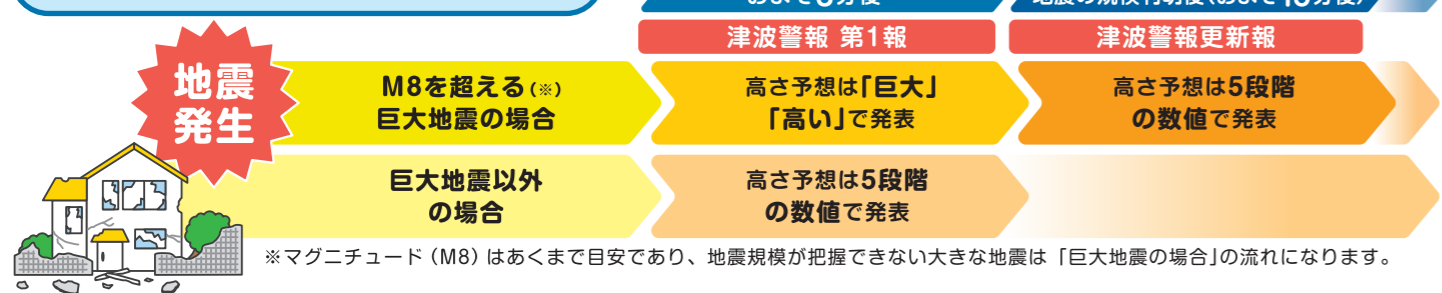 津波警報 第1報
津波警報更新報
地震
発生
M8を超える(※)
巨大地震の場合
高さ予想は「巨大」
「高い」で発表
高さ予想は5段階
の数値で発表
巨大地震以外
の場合
高さ予想は5段階
の数値で発表
※マグニチュード(M8)はあくまで目安であり、地震規模が把握できない大きな地震は「巨大地震の場合」の流れになります。